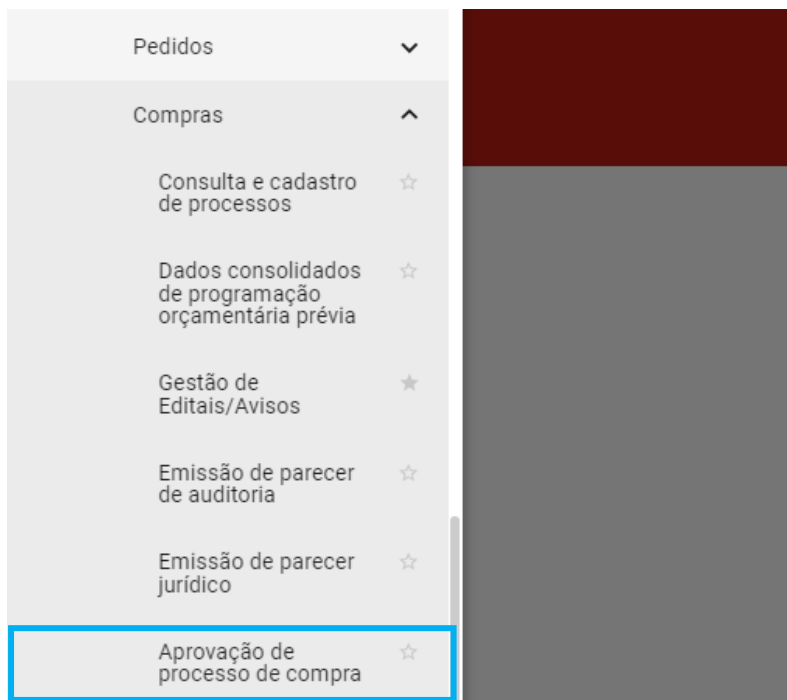 Pedidos
Compras
Consulta e cadastro
de processos
Dados consolidados
de programação
orçamentária prévia
Gestão de
Editais/Avisos
Emissão de parecer
de auditoria
Emissão de parecer
jurídico
Aprovação de
processo de compra